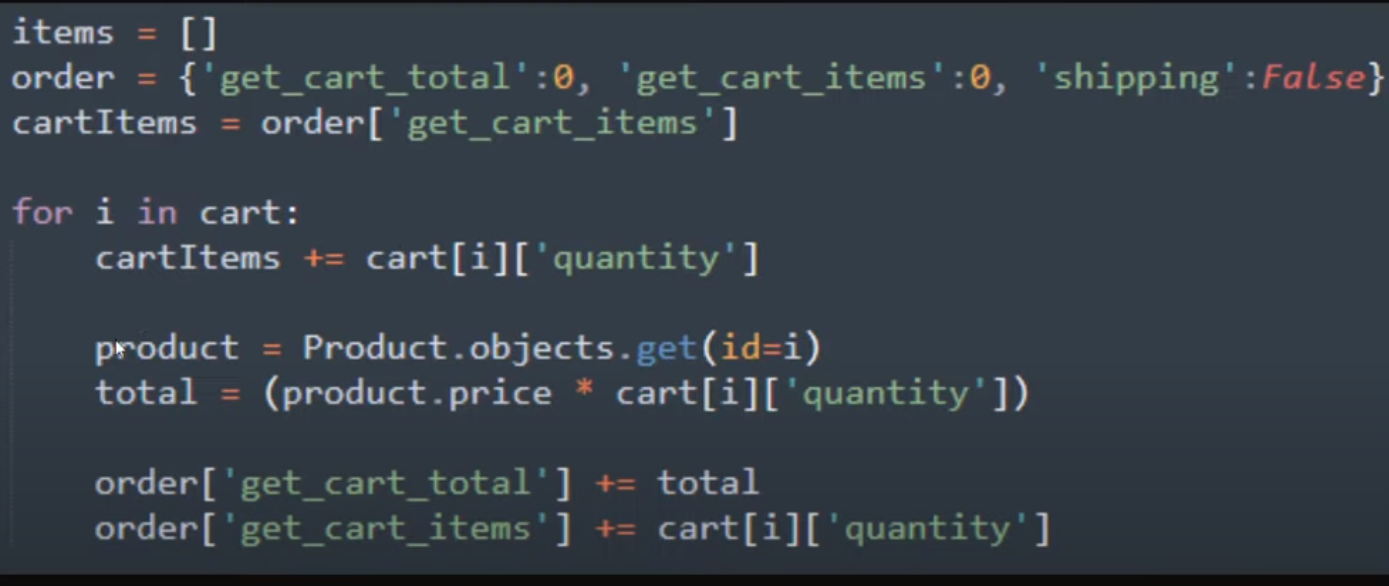 items = []
order = {'get_cart_total':0, 'get_cart_items':0, 'shipping':False}
cartItems = order['get_cart_items']

for i in cart:
    cartItems += cart[i]['quantity']

    product = Product.objects.get(id=i)
    total = (product.price * cart[i]['quantity'])

    order['get_cart_total'] += total
    order['get_cart_items'] += cart[i]['quantity']